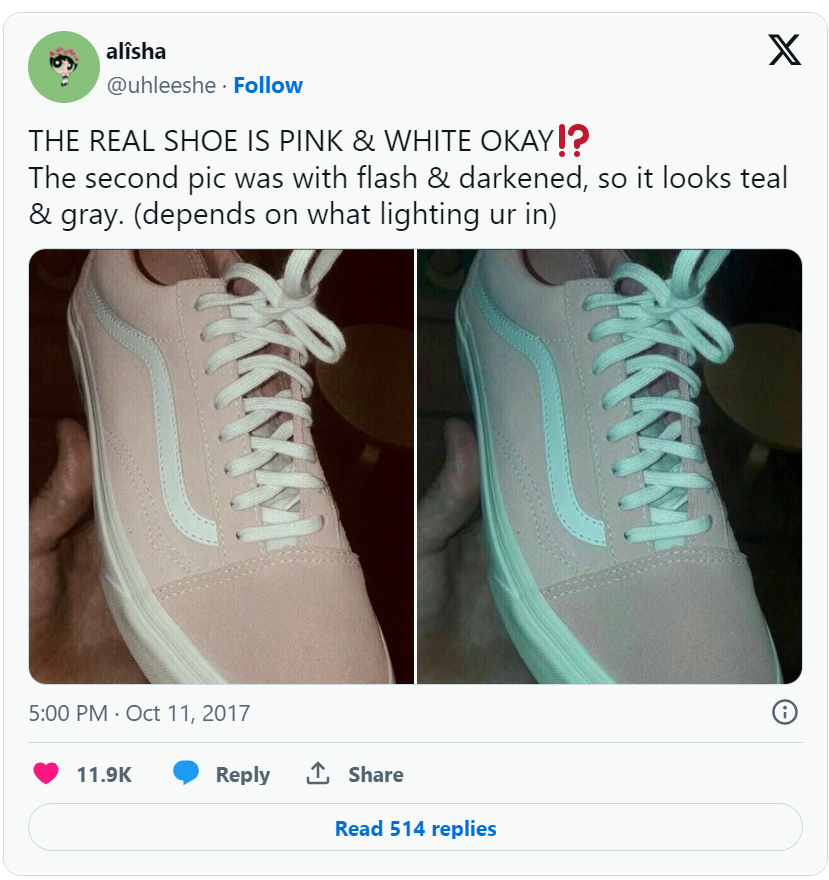 alîsha
@uhleeshe · Follow
THE REAL SHOE IS PINK & WHITE OKAY⁉️
The second pic was with flash & darkened, so it looks teal
& gray. (depends on what lighting ur in)
5:00 PM · Oct 11, 2017
11.9K Reply Share
Read 514 replies